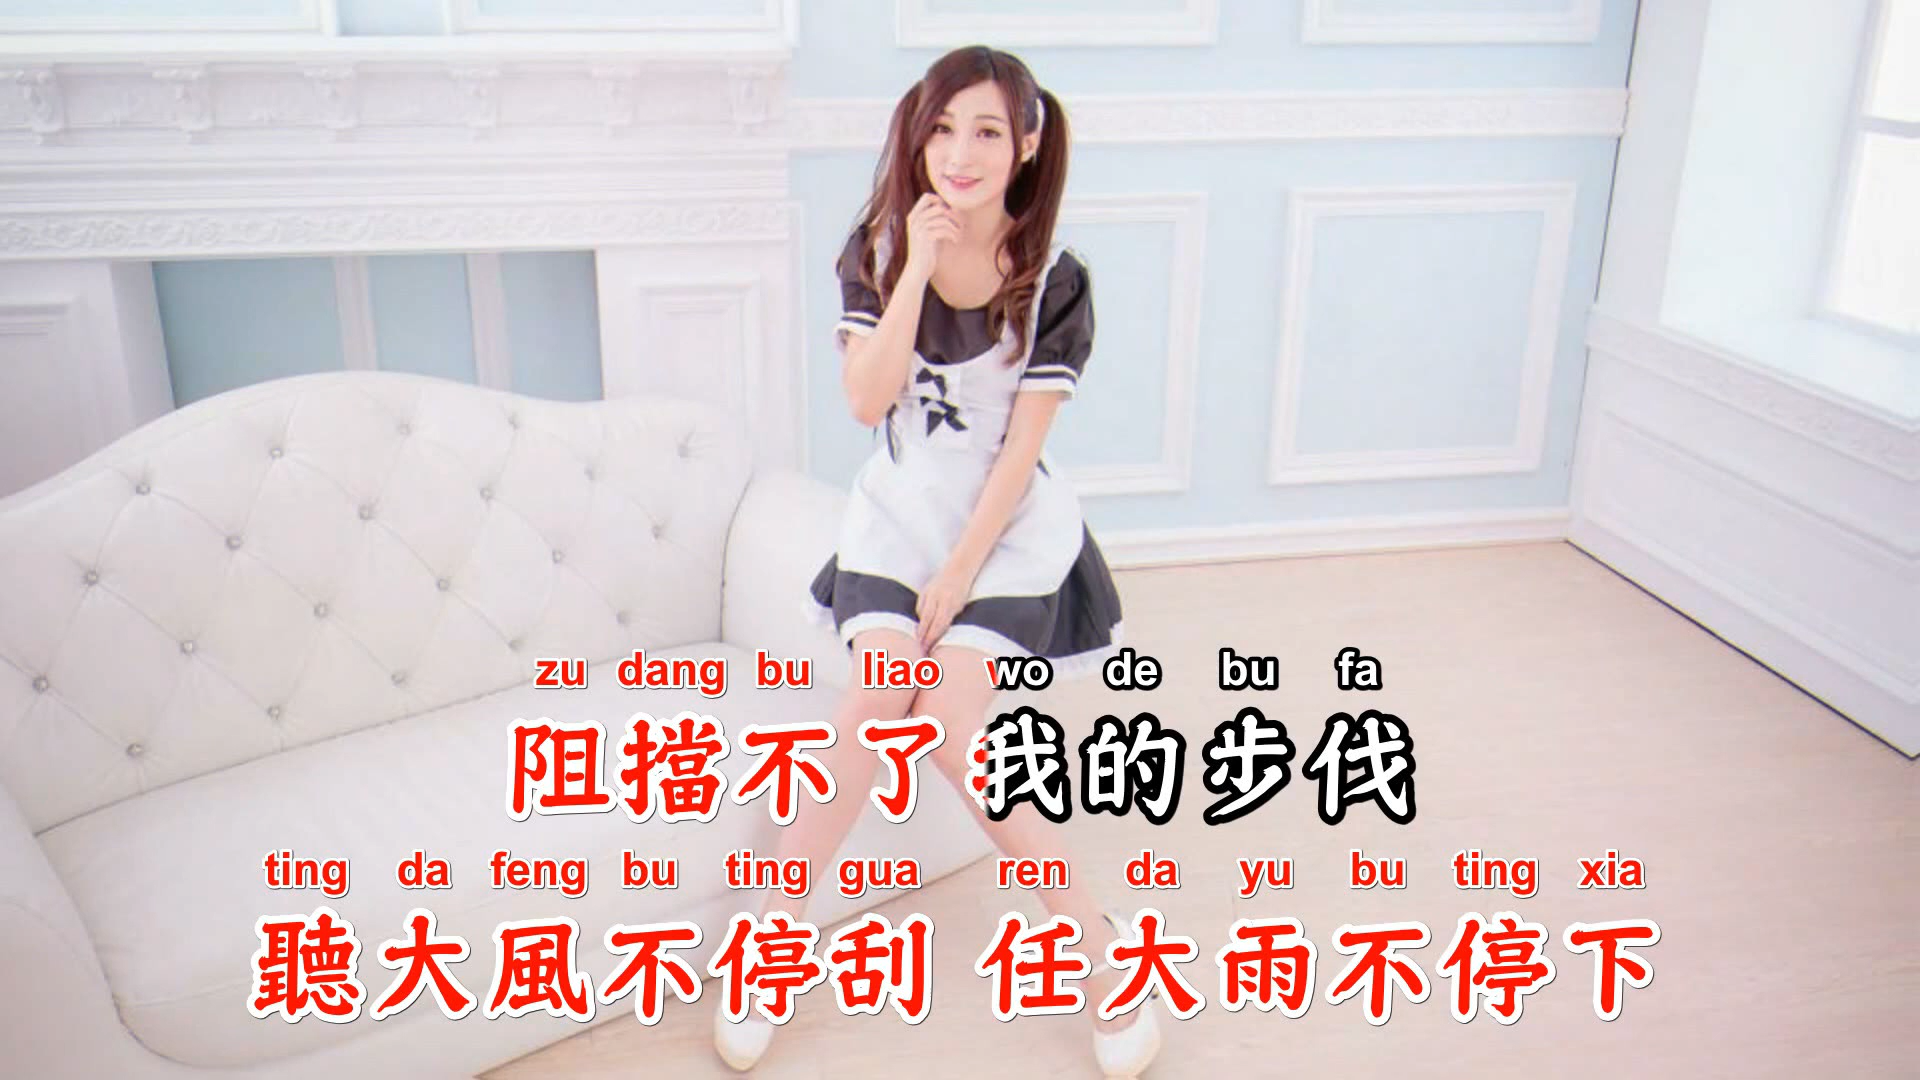 zu dang bu liao wo de bu fa
阻擋不了我的步伐
ting da feng bu ting gua ren da yu bu ting xia
聽大風不停刮 任大雨不停下